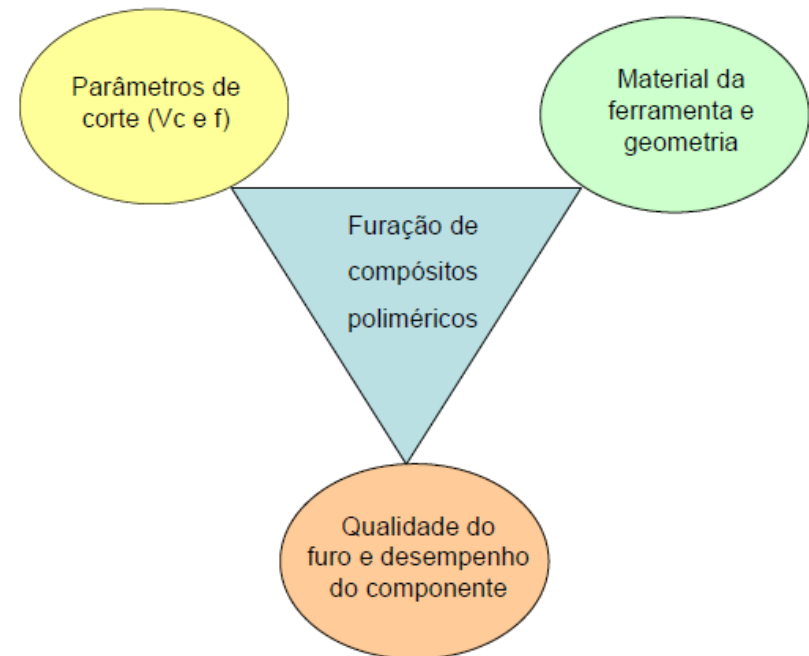 Parâmetros de
corte (Vc e f)
Material da
ferramenta e
geometria
Furação de
compósitos
poliméricos
Qualidade do
furo e desempenho
do componente